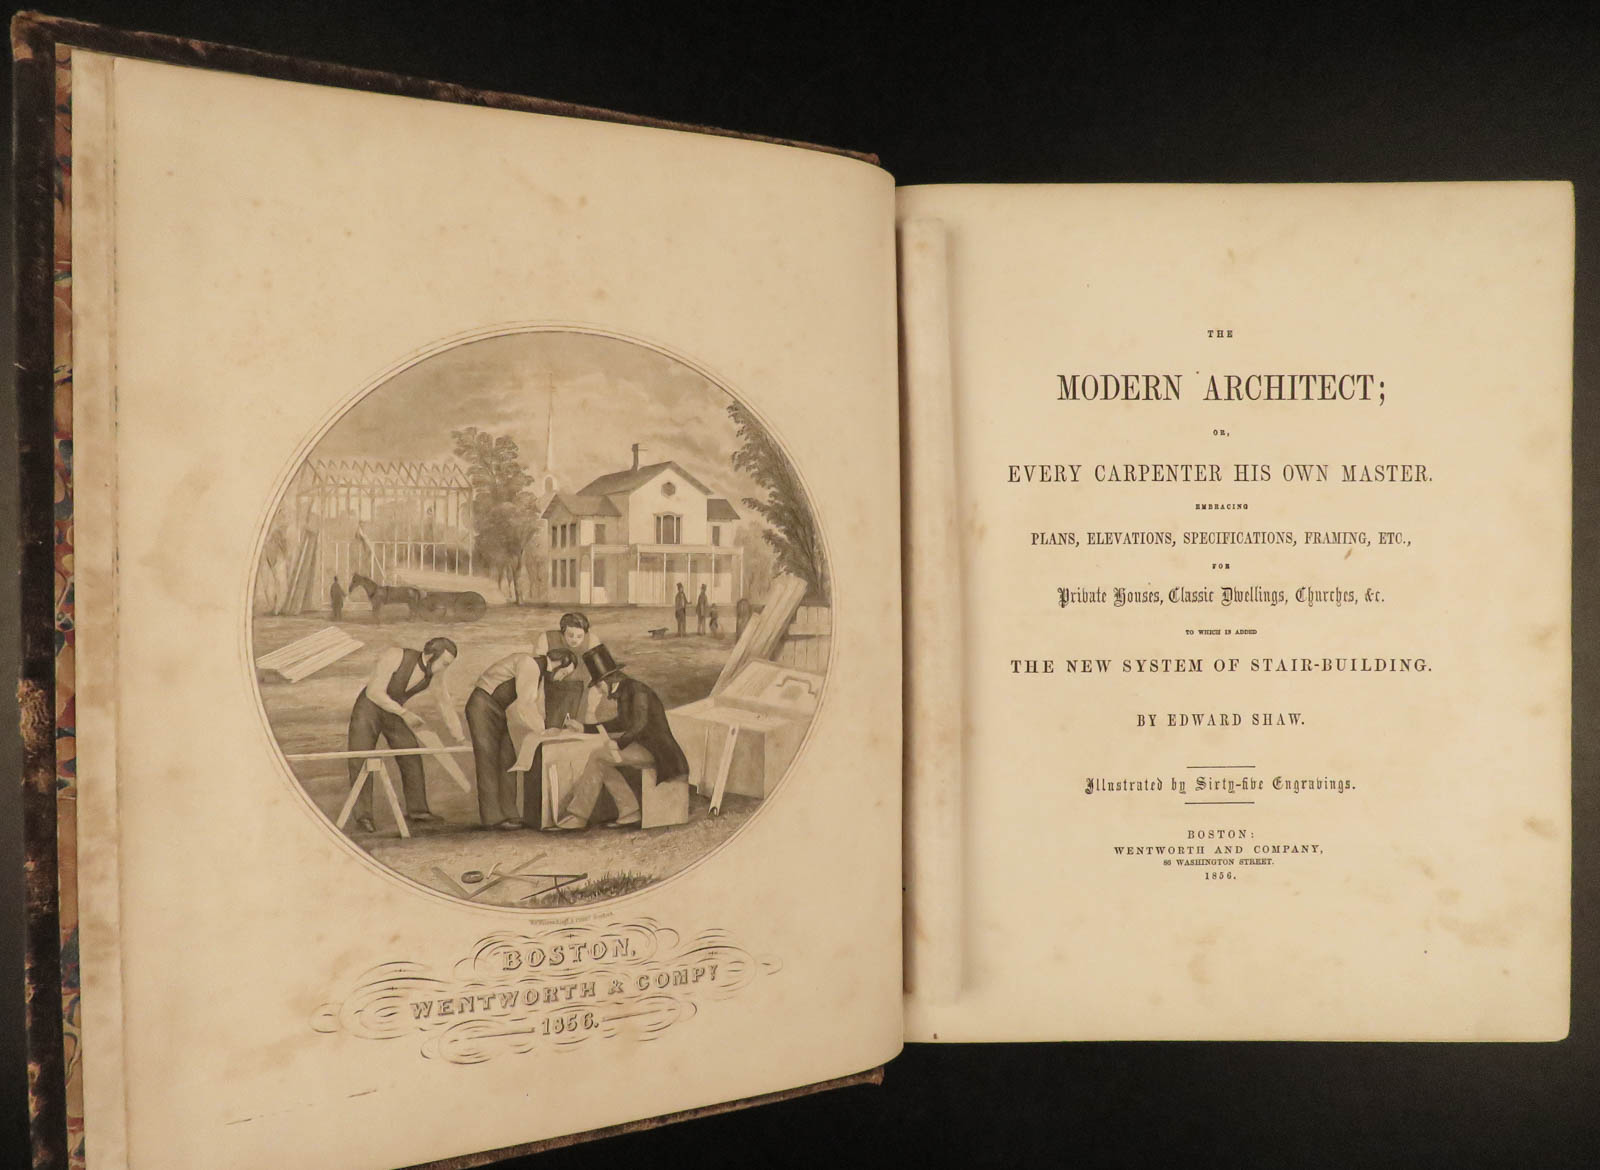 BOSTON,
WENTWORTH & COMPY
1856.
THE
MODERN ARCHITECT;
OR,
EVERY CARPENTER HIS OWN MASTER.
EMBRACING
PLANS, ELEVATIONS, SPECIFICATIONS, FRAMING, ETC.,
FOR
Private Houses, Classic Dwellings, Churches, &c.
TO WHICH IS ADDED
THE NEW SYSTEM OF STAIR-BUILDING.
BY EDWARD SHAW.
Illustrated by Sixty-five Engravings.
BOSTON:
WENTWORTH AND COMPANY,
86 WASHINGTON STREET.
1856.